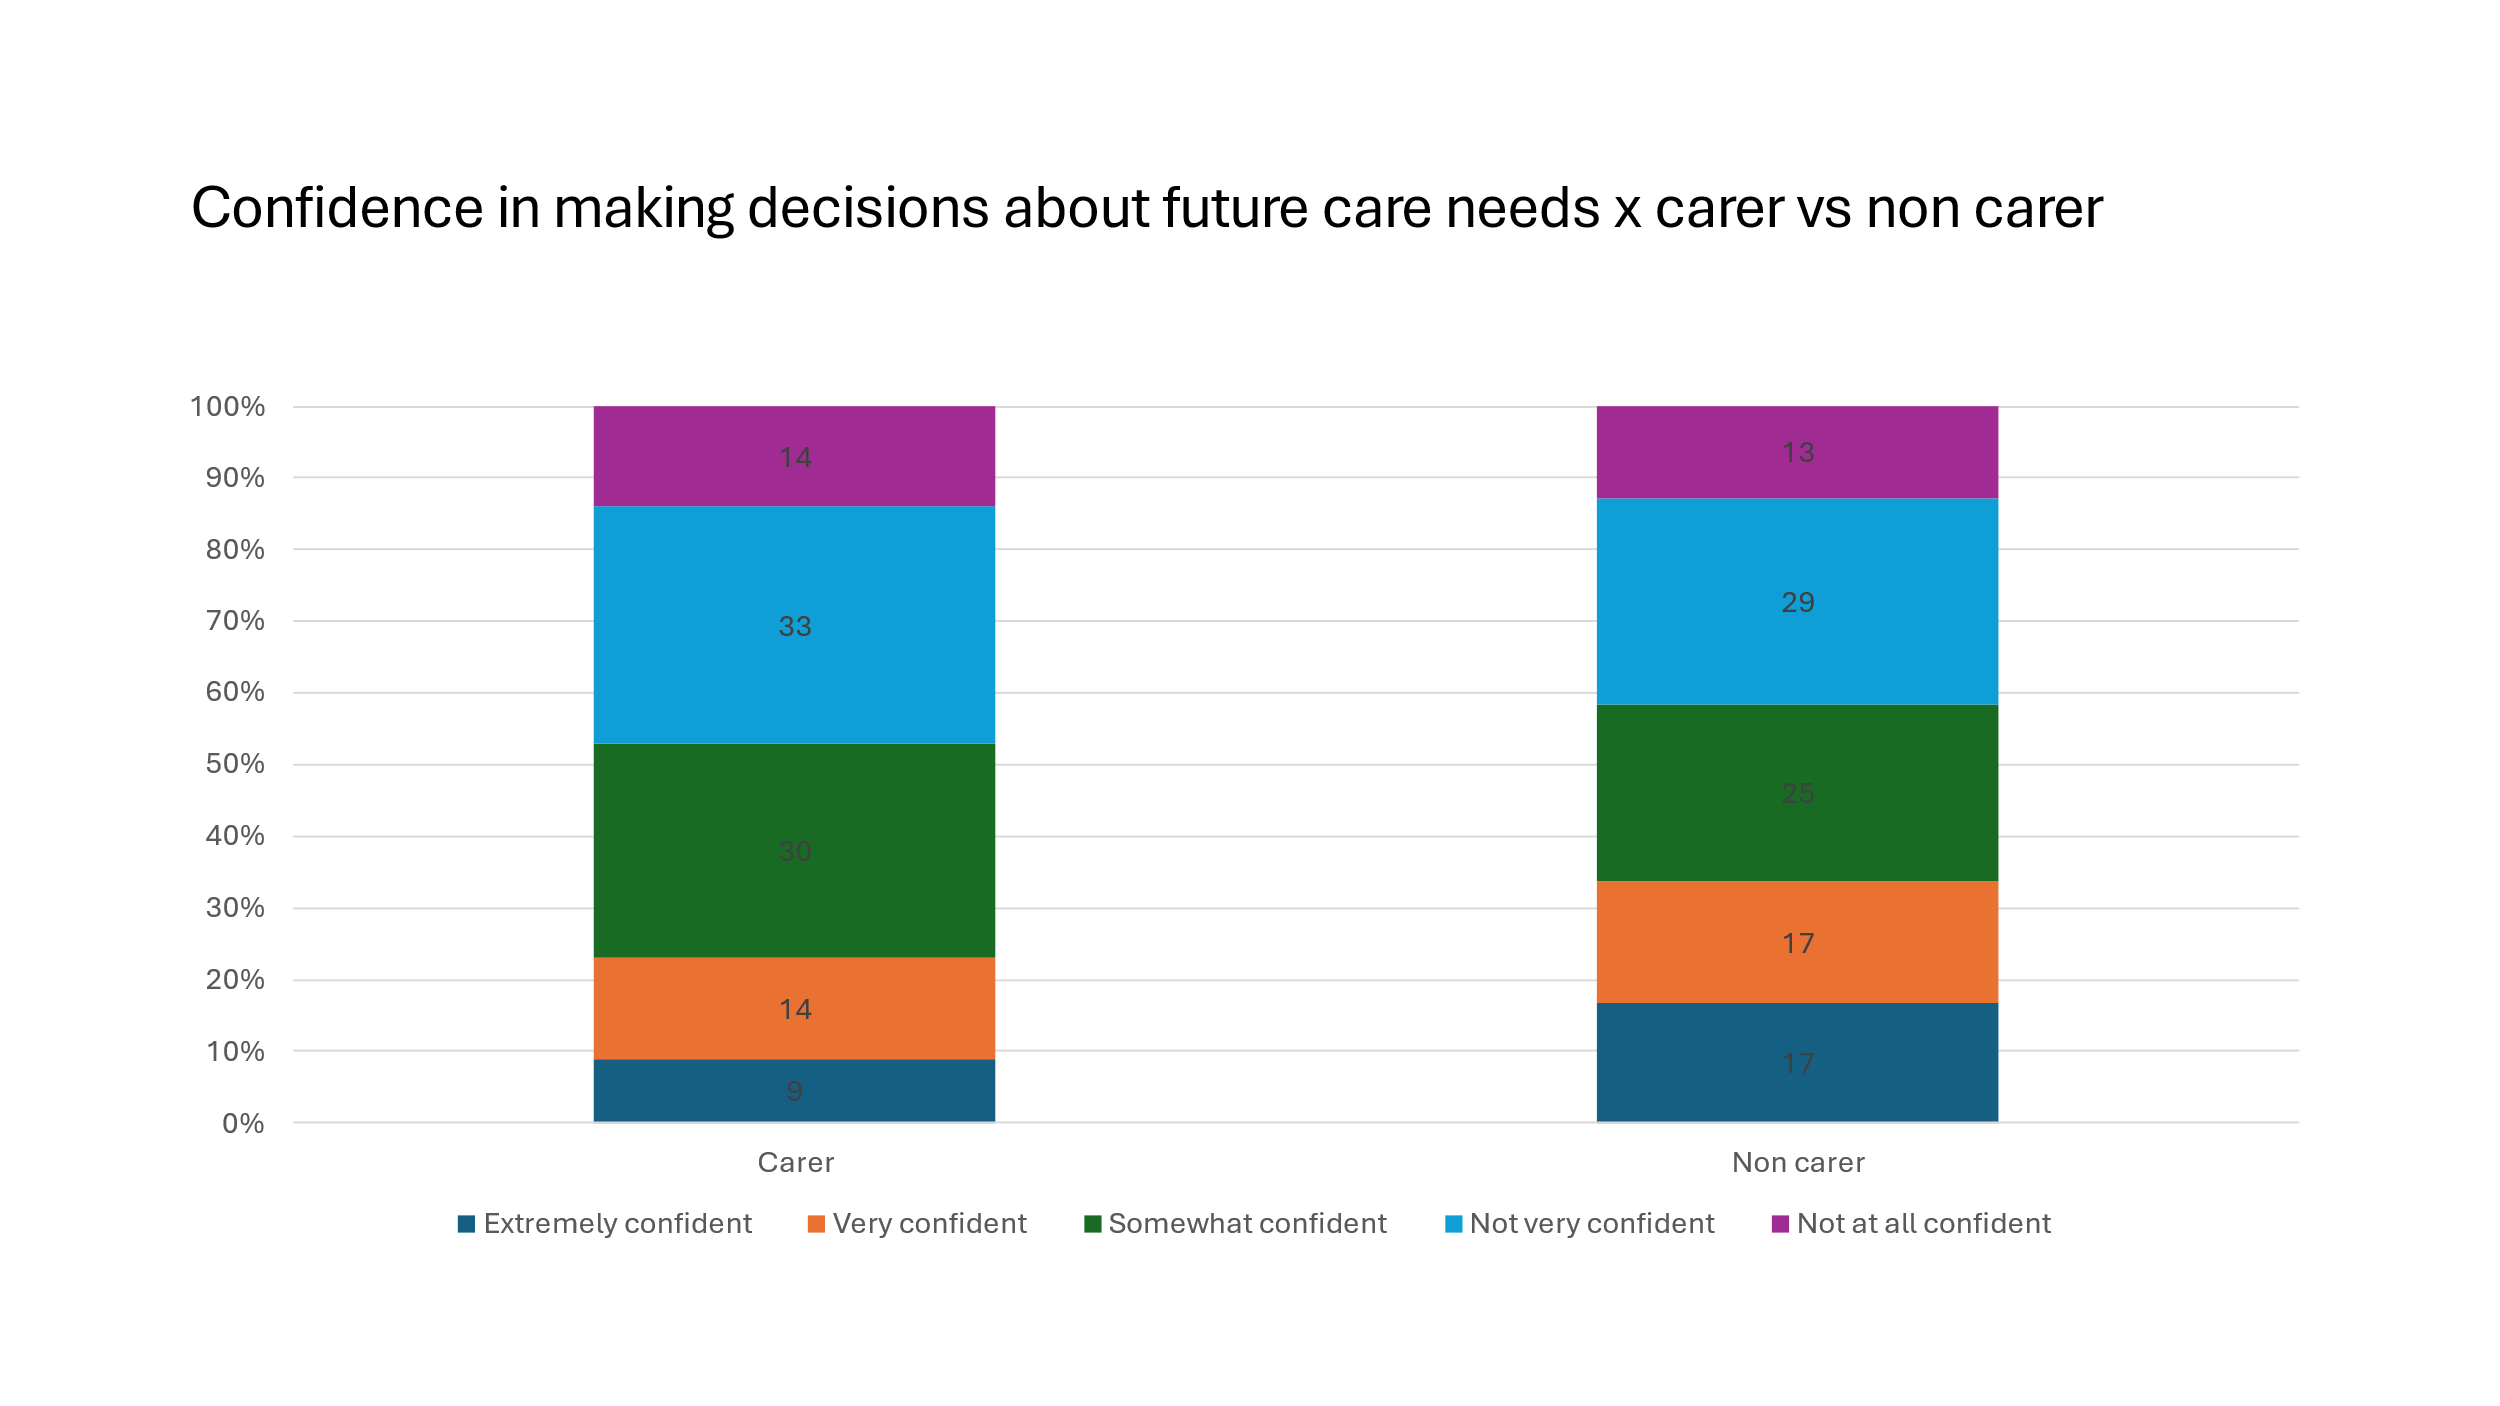 Confidence in making decisions about future care needs x carer vs non carer
100%
90%
80%
70%
60%
50%
40%
30%
20%
10%
0%
14
33
30
14
9
13
29
25
17
17
Carer
Non carer
Extremely confident
Very confident
Somewhat confident
Not very confident
Not at all confident